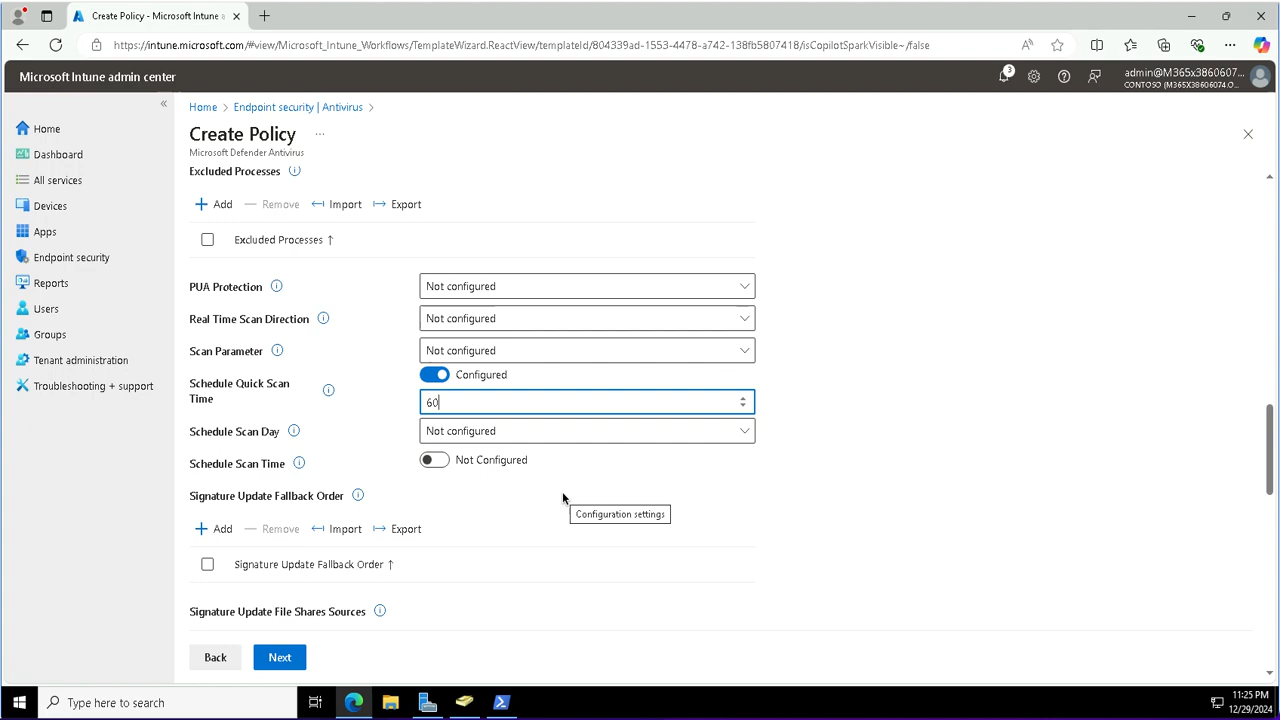 Create Policy - Microsoft Intune a
https://intune.microsoft.com/#view/Microsoft_Intune_Workflows/TemplateWizard.ReactView/templateId/804339ad-1553-4478-a742-138fb5807418/isCopilotSparkVisible~/false
Microsoft Intune admin center
3
admin@M365x3860607...
CONTOSO (M365X38606074.O...
Home > Endpoint security | Antivirus >
Create Policy ...
Microsoft Defender Antivirus
Home
Dashboard
All services
Devices
Apps
Endpoint security
Reports
Users
Groups
Tenant administration
Troubleshooting + support
Excluded Processes
Add Remove Import Export
Excluded Processes ↑
PUA Protection Not configured
Real Time Scan Direction Not configured
Scan Parameter Not configured
Configured
Schedule Quick Scan
Time
60
Schedule Scan Day Not configured
Schedule Scan Time Not Configured
Signature Update Fallback Order
Configuration settings
Add Remove Import Export
Signature Update Fallback Order ↑
Signature Update File Shares Sources
Back Next
Type here to search
11:25 PM
12/29/2024